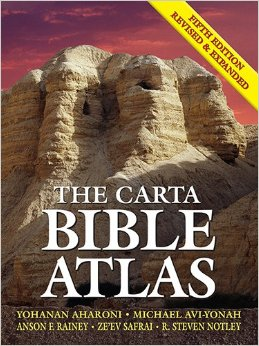 FIFTH EDITION
REVISED & EXPANDED
THE CARTA
BIBLE
ATLAS
YOHANAN AHARONI • MICHAEL AVI-YONAH
ANSON F. RAINEY • ZE'EV SAFRAI • R. STEVEN NOTLEY